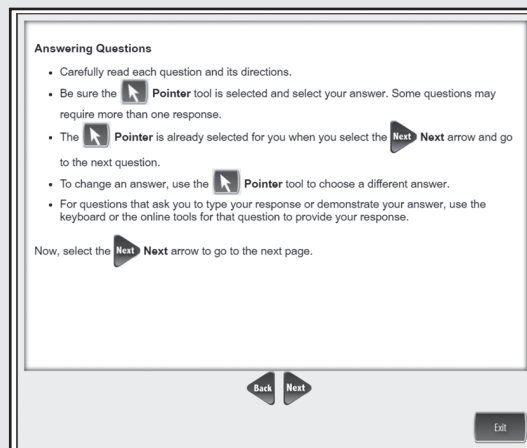 Answering Questions
• Carefully read each question and its directions.
• Be sure the Pointer tool is selected and select your answer. Some questions may
require more than one response.
• The Pointer is already selected for you when you select the Next Next arrow and go
to the next question.
• To change an answer, use the Pointer tool to choose a different answer.
• For questions that ask you to type your response or demonstrate your answer, use the
keyboard or the online tools for that question to provide your response.
Now, select the Next Next arrow to go to the next page.
Back Next
Exit